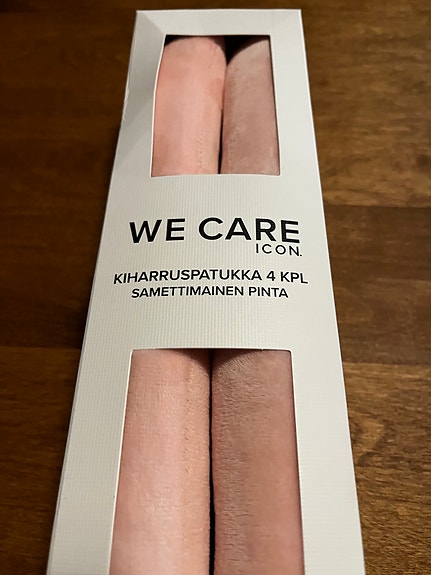 WE CARE
ICON.
KIHARRUSPATUKKA 4 KPL
SAMETTIMAINEN PINTA